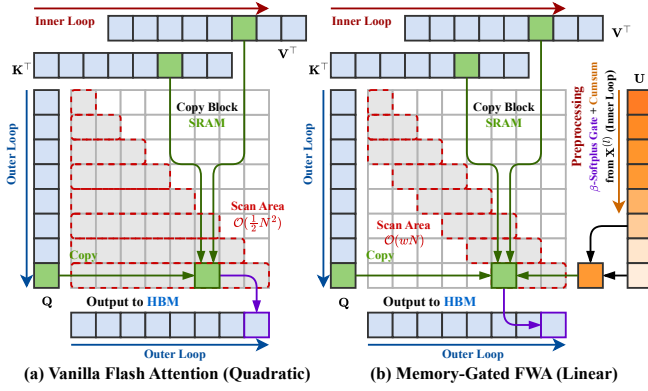 Inner Loop
V⊤
K⊤
Outer Loop
Copy Block
SRAM
Scan Area
𝒪(½N²)
Copy
Q
Output to HBM
Outer Loop
(a) Vanilla Flash Attention (Quadratic)
Inner Loop
V⊤
K⊤
U
Outer Loop
Copy Block
SRAM
Preprocessing
β-Softplus Gate + Cumsum
from X⁽ˡ⁾ (Inner Loop)
Scan Area
𝒪(wN)
Copy
Q
Output to HBM
Outer Loop
(b) Memory-Gated FWA (Linear)